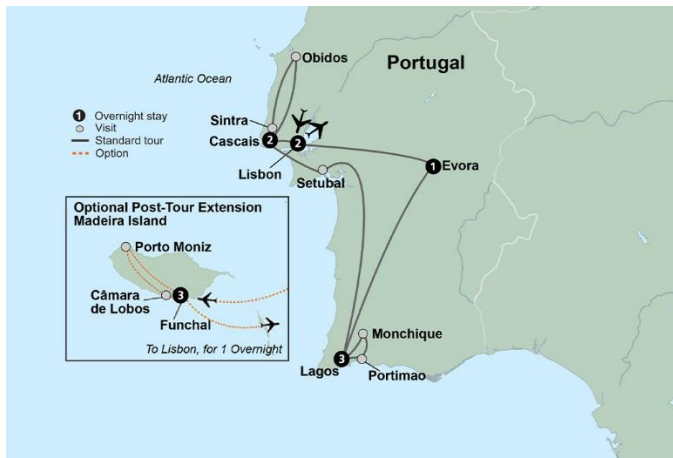 Obidos
Portugal
Atlantic Ocean
1 Overnight stay
Visit
Standard tour
Option
Sintra
Cascais
2
2
Lisbon
Setubal
1
Evora
Optional Post-Tour Extension
Madeira Island
Porto Moniz
Câmara
de Lobos
3
Funchal
To Lisbon, for 1 Overnight
Monchique
3
Lagos
Portimao